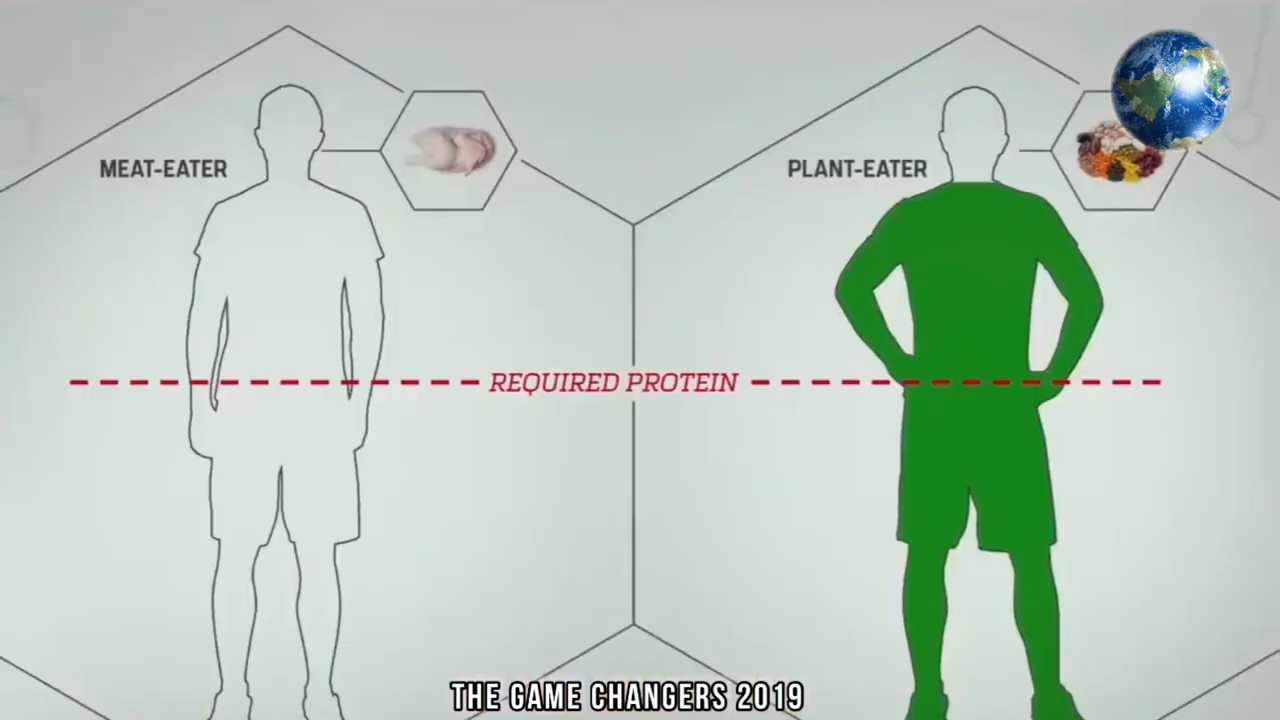 MEAT-EATER
PLANT-EATER
REQUIRED PROTEIN
THE GAME CHANGERS 2019